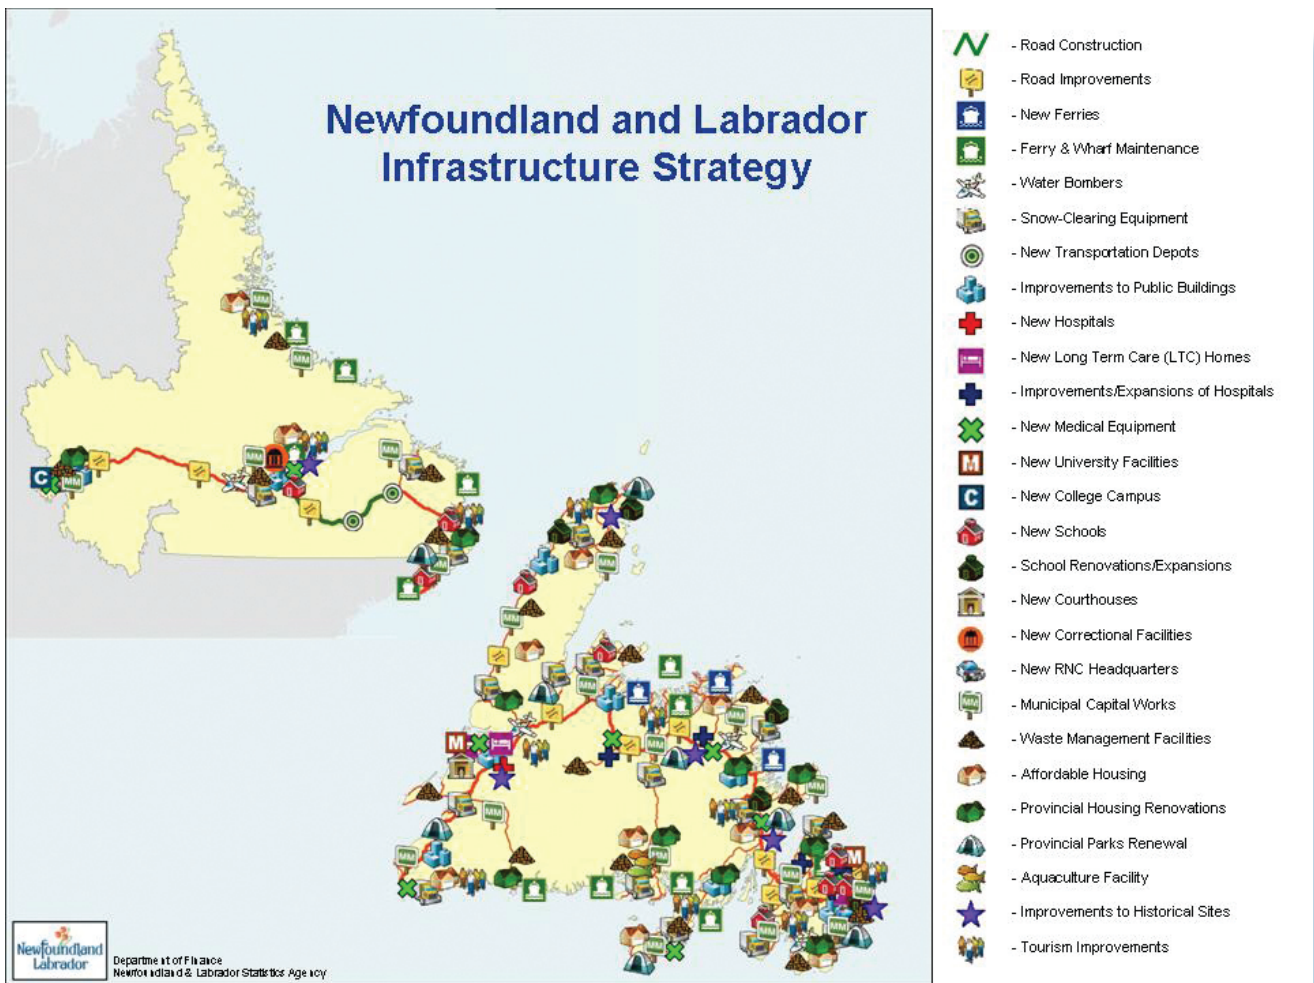 Newfoundland and Labrador
Infrastructure Strategy
- Road Construction
- Road Improvements
- New Ferries
- Ferry & Wharf Maintenance
- Water Bombers
- Snow-Clearing Equipment
- New Transportation Depots
- Improvements to Public Buildings
- New Hospitals
- New Long Term Care (LTC) Homes
- Improvements/Expansions of Hospitals
- New Medical Equipment
M - New University Facilities
C - New College Campus
- New Schools
- School Renovations/Expansions
- New Courthouses
- New Correctional Facilities
- New RNC Headquarters
MM - Municipal Capital Works
- Waste Management Facilities
- Affordable Housing
- Provincial Housing Renovations
- Provincial Parks Renewal
- Aquaculture Facility
- Improvements to Historical Sites
- Tourism Improvements
Newfoundland
Labrador
Department of Finance
Newfoundland & Labrador Statistics Agency